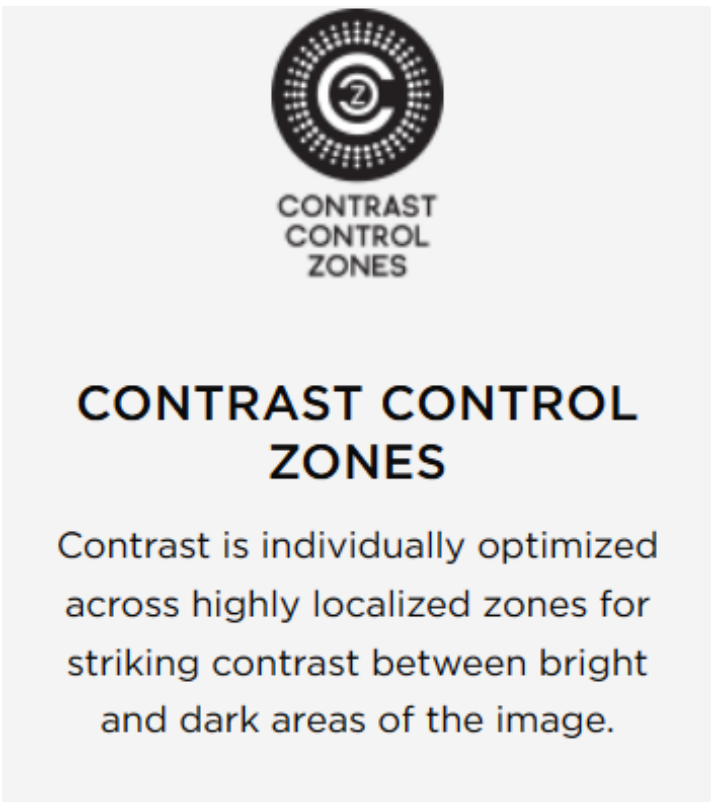 CZ
CONTRAST
CONTROL
ZONES
CONTRAST CONTROL
ZONES
Contrast is individually optimized
across highly localized zones for
striking contrast between bright
and dark areas of the image.